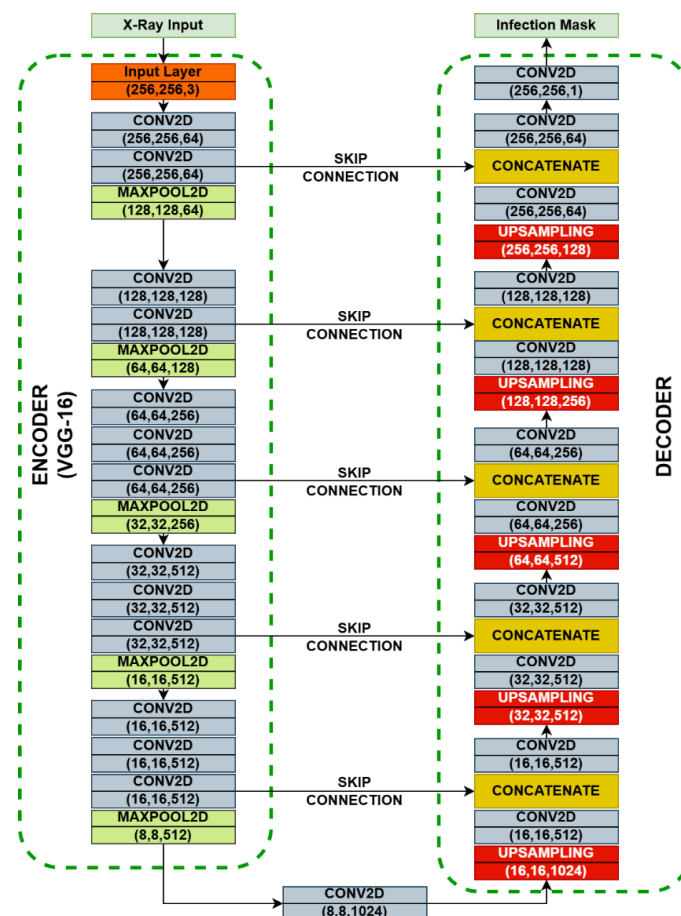 X-Ray Input
Input Layer
(256,256,3)
CONV2D
(256,256,64)
CONV2D
(256,256,64)
MAXPOOL2D
(128,128,64)
CONV2D
(128,128,128)
CONV2D
(128,128,128)
MAXPOOL2D
(64,64,128)
CONV2D
(64,64,256)
CONV2D
(64,64,256)
CONV2D
(64,64,256)
MAXPOOL2D
(32,32,256)
CONV2D
(32,32,512)
CONV2D
(32,32,512)
CONV2D
(32,32,512)
MAXPOOL2D
(16,16,512)
CONV2D
(16,16,512)
CONV2D
(16,16,512)
CONV2D
(16,16,512)
MAXPOOL2D
(8,8,512)
ENCODER
(VGG-16)
SKIP
CONNECTION
SKIP
CONNECTION
SKIP
CONNECTION
SKIP
CONNECTION
SKIP
CONNECTION
CONV2D
(8,8,1024)
Infection Mask
CONV2D
(256,256,1)
CONV2D
(256,256,64)
CONCATENATE
CONV2D
(256,256,64)
UPSAMPLING
(256,256,128)
CONV2D
(128,128,128)
CONCATENATE
CONV2D
(128,128,128)
UPSAMPLING
(128,128,256)
CONV2D
(64,64,256)
CONCATENATE
CONV2D
(64,64,256)
UPSAMPLING
(64,64,512)
CONV2D
(32,32,512)
CONCATENATE
CONV2D
(32,32,512)
UPSAMPLING
(32,32,512)
CONV2D
(16,16,512)
CONCATENATE
CONV2D
(16,16,512)
UPSAMPLING
(16,16,1024)
DECODER